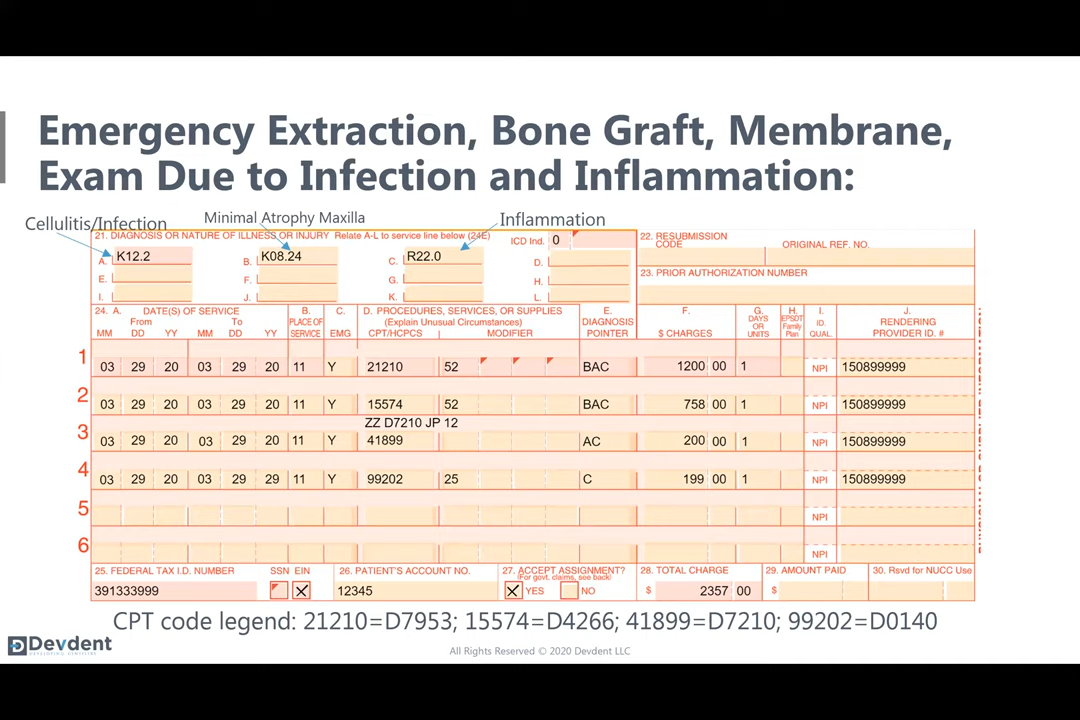 Emergency Extraction, Bone Graft, Membrane,
Exam Due to Infection and Inflammation:
Cellulitis/Infection Minimal Atrophy Maxilla Inflammation
21. DIAGNOSIS OR NATURE OF ILLNESS OR INJURY Relate A-L to service line below (24E) ICD Ind. 0
A. K12.2 B. K08.24 C. R22.0 D.
E. F. G. H.
I. J. K. L.
22. RESUBMISSION CODE ORIGINAL REF. NO.
23. PRIOR AUTHORIZATION NUMBER
24. A. DATE(S) OF SERVICE B. C. D. PROCEDURES, SERVICES, OR SUPPLIES E. F. G. H. I. J.
From To PLACE OF (Explain Unusual Circumstances) DIAGNOSIS DAYS OR EPSDT Family ID. RENDERING
MM DD YY MM DD YY SERVICE EMG CPT/HCPCS MODIFIER POINTER $ CHARGES UNITS Plan QUAL. PROVIDER ID. #
1 03 29 20 03 29 20 11 Y 21210 52 BAC 1200 00 1 NPI 150899999
2 03 29 20 03 29 20 11 Y 15574 52 BAC 758 00 1 NPI 150899999
ZZ D7210 JP 12
3 03 29 20 03 29 20 11 Y 41899 AC 200 00 1 NPI 150899999
4 03 29 20 03 29 20 11 Y 99202 25 C 199 00 1 NPI 150899999
5 NPI
6 NPI
25. FEDERAL TAX I.D. NUMBER SSN EIN 26. PATIENT'S ACCOUNT NO. 27. ACCEPT ASSIGNMENT? 28. TOTAL CHARGE 29. AMOUNT PAID 30. Rsvd for NUCC Use
(For govt. claims, see back)
391333999 X 12345 X YES NO $ 2357 00 $
CPT code legend: 21210=D7953; 15574=D4266; 41899=D7210; 99202=D0140
Devdent
All Rights Reserved © 2020 Devdent LLC